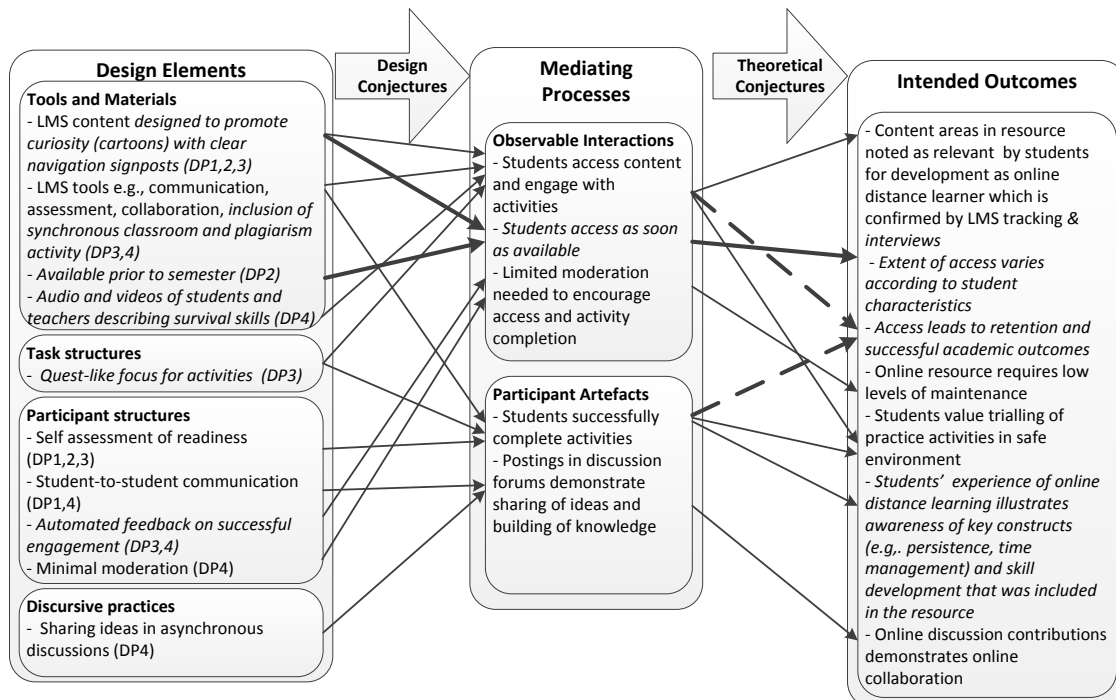 Design Elements
Tools and Materials
- LMS content designed to promote
curiosity (cartoons) with clear
navigation signposts (DP1,2,3)
- LMS tools e.g., communication,
assessment, collaboration, inclusion of
synchronous classroom and plagiarism
activity (DP3,4)
- Available prior to semester (DP2)
- Audio and videos of students and
teachers describing survival skills (DP4)
Task structures
- Quest-like focus for activities (DP3)
Participant structures
- Self assessment of readiness
(DP1,2,3)
- Student-to-student communication
(DP1,4)
- Automated feedback on successful
engagement (DP3,4)
- Minimal moderation (DP4)
Discursive practices
- Sharing ideas in asynchronous
discussions (DP4)
Design
Conjectures
Mediating
Processes
Observable Interactions
- Students access content
and engage with
activities
- Students access as soon
as available
- Limited moderation
needed to encourage
access and activity
completion
Participant Artefacts
- Students successfully
complete activities
- Postings in discussion
forums demonstrate
sharing of ideas and
building of knowledge
Theoretical
Conjectures
Intended Outcomes
- Content areas in resource
noted as relevant by students
for development as online
distance learner which is
confirmed by LMS tracking &
interviews
- Extent of access varies
according to student
characteristics
- Access leads to retention and
successful academic outcomes
- Online resource requires low
levels of maintenance
- Students value trialling of
practice activities in safe
environment
- Students' experience of online
distance learning illustrates
awareness of key constructs
(e.g,. persistence, time
management) and skill
development that was included
in the resource
- Online discussion contributions
demonstrates online
collaboration